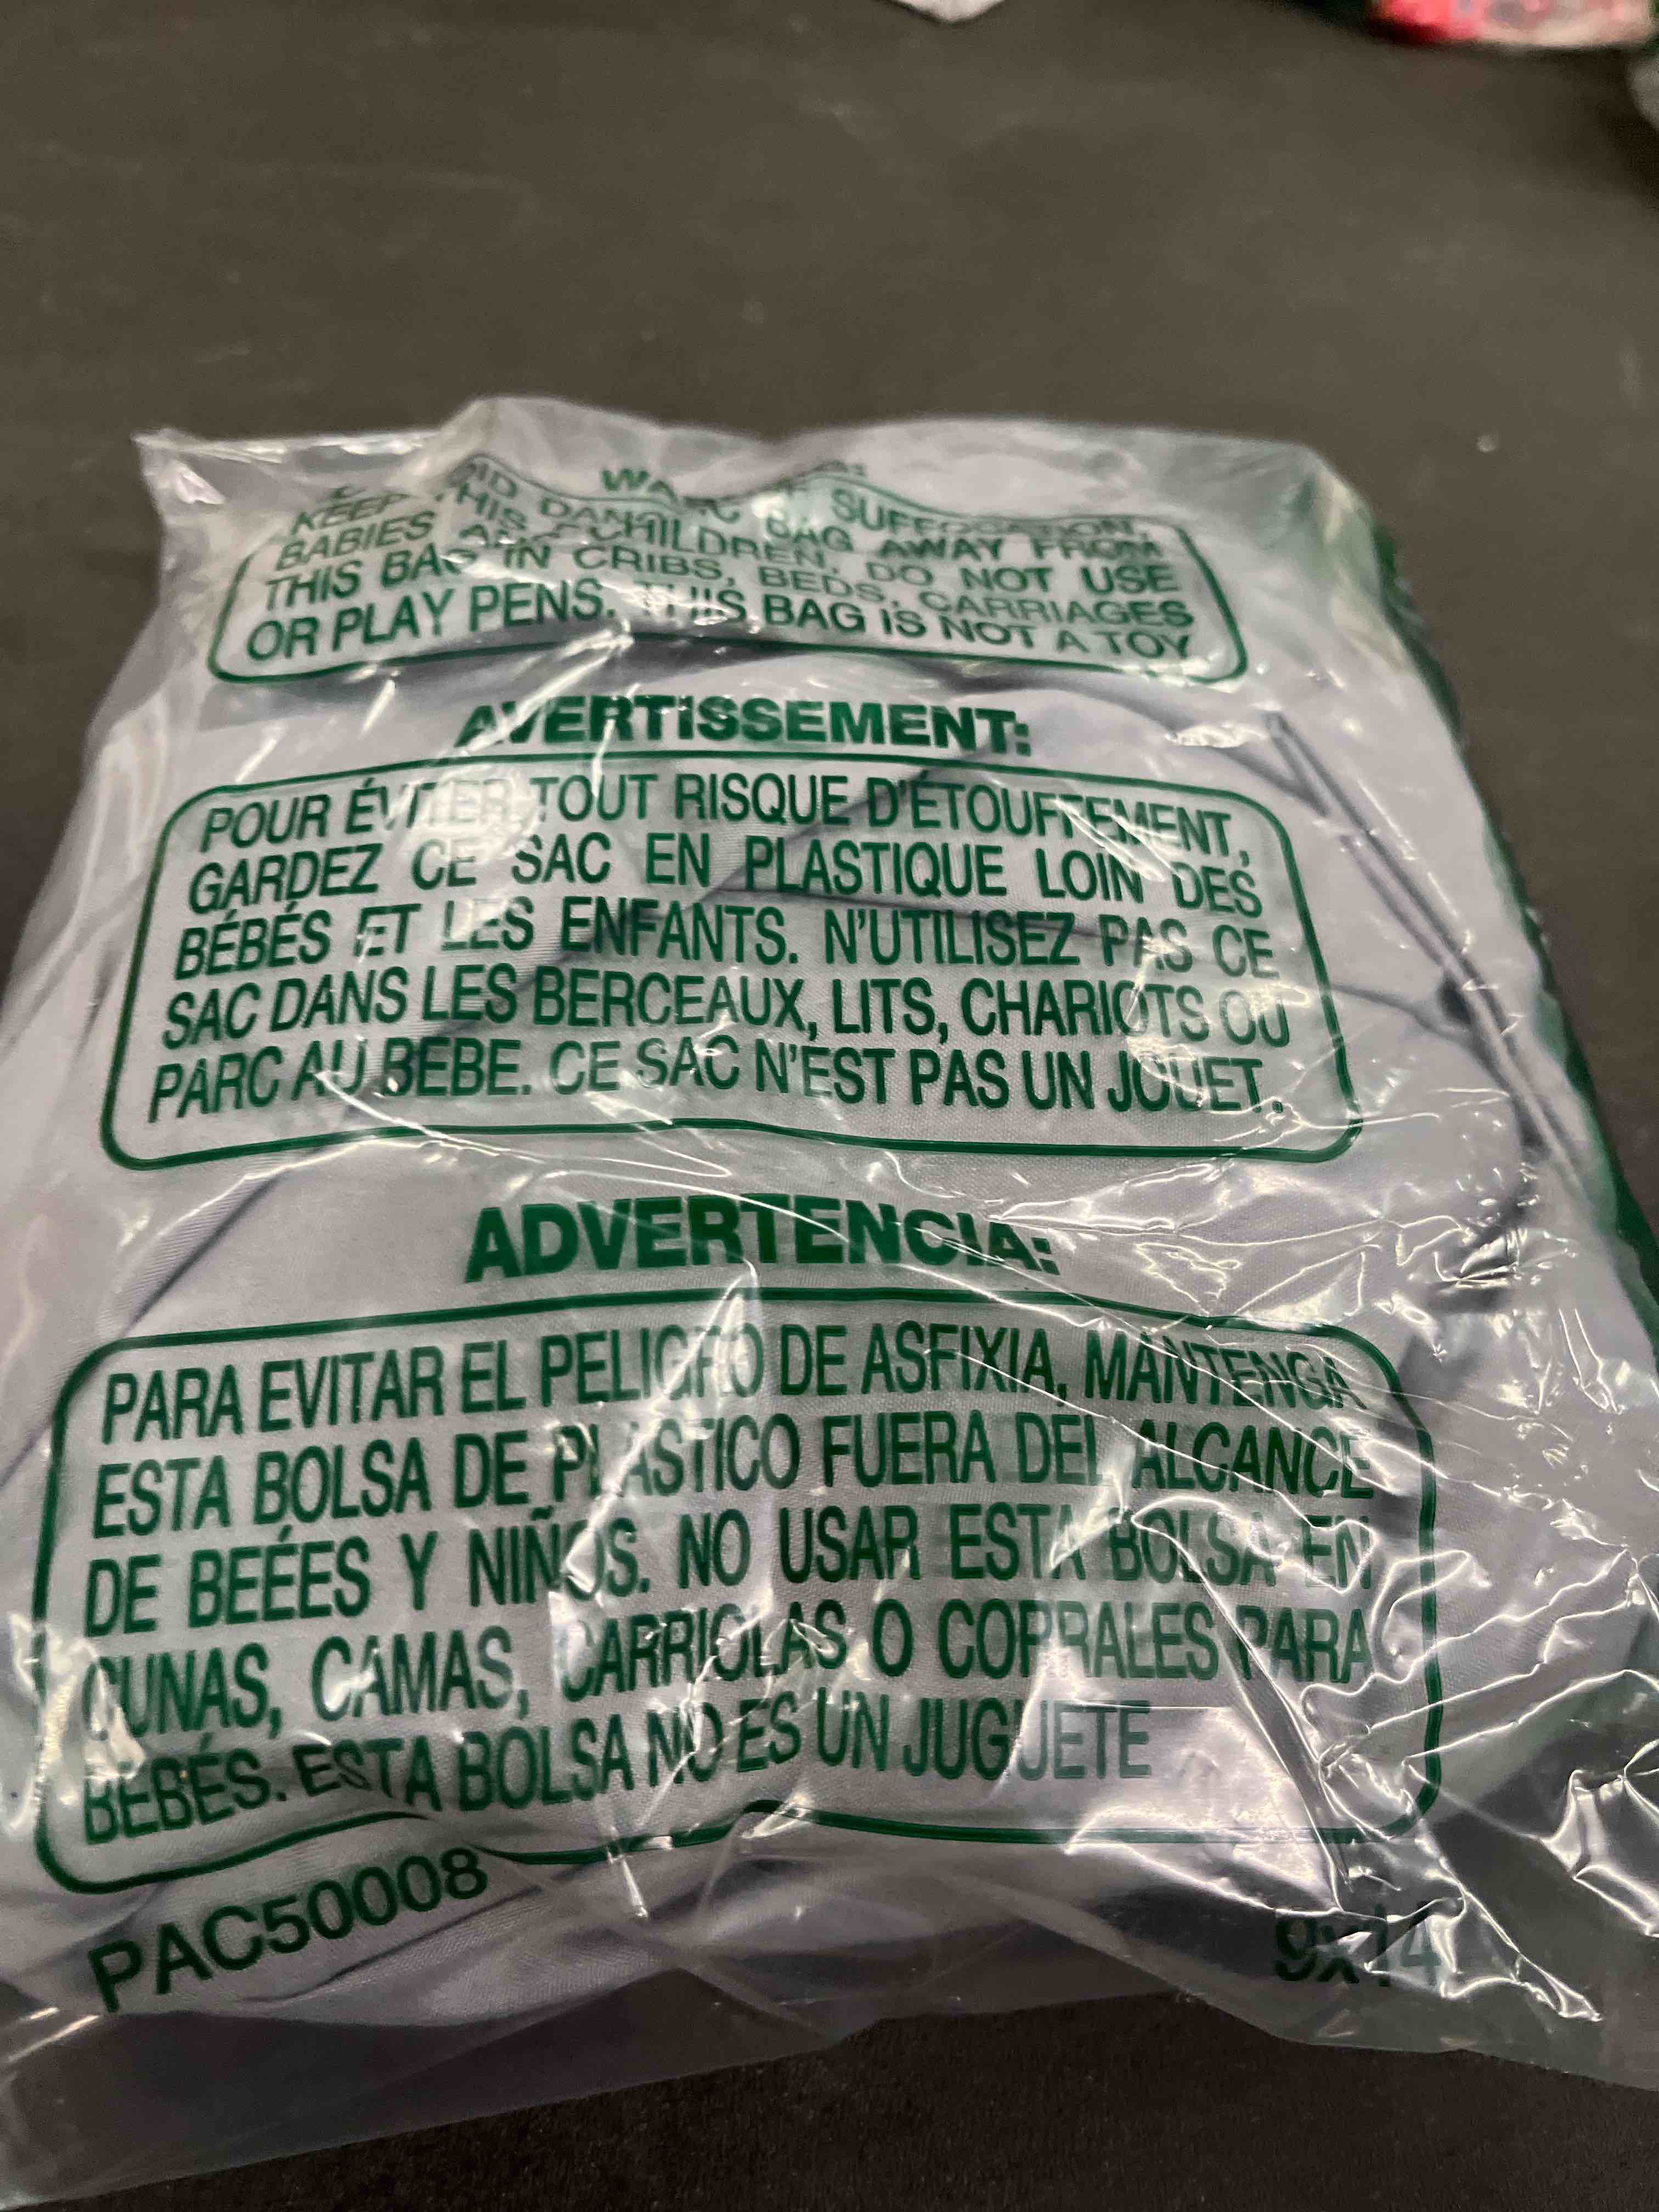 KEEP THIS BAG AWAY FROM
BABIES AND CHILDREN. DO NOT USE
THIS BAG IN CRIBS, BEDS, CARRIAGES
OR PLAY PENS. THIS BAG IS NOT A TOY
AVERTISSEMENT:
POUR ÉVITER TOUT RISQUE D'ÉTOUFFEMENT,
GARDEZ CE SAC EN PLASTIQUE LOIN DES
BÉBÉS ET LES ENFANTS. N'UTILISEZ PAS CE
SAC DANS LES BERCEAUX, LITS, CHARIOTS OU
PARC AU BEBE. CE SAC N'EST PAS UN JOUET.
ADVERTENCIA:
PARA EVITAR EL PELIGRO DE ASFIXIA, MANTENGA
ESTA BOLSA DE PLASTICO FUERA DEL ALCANCE
DE BEÉES Y NIÑOS. NO USAR ESTA BOLSA EN
CUNAS, CAMAS, CARRIOLAS O CORRALES PARA
BEBÉS. ESTA BOLSA NO ES UN JUGUETE
PAC50008
9x14